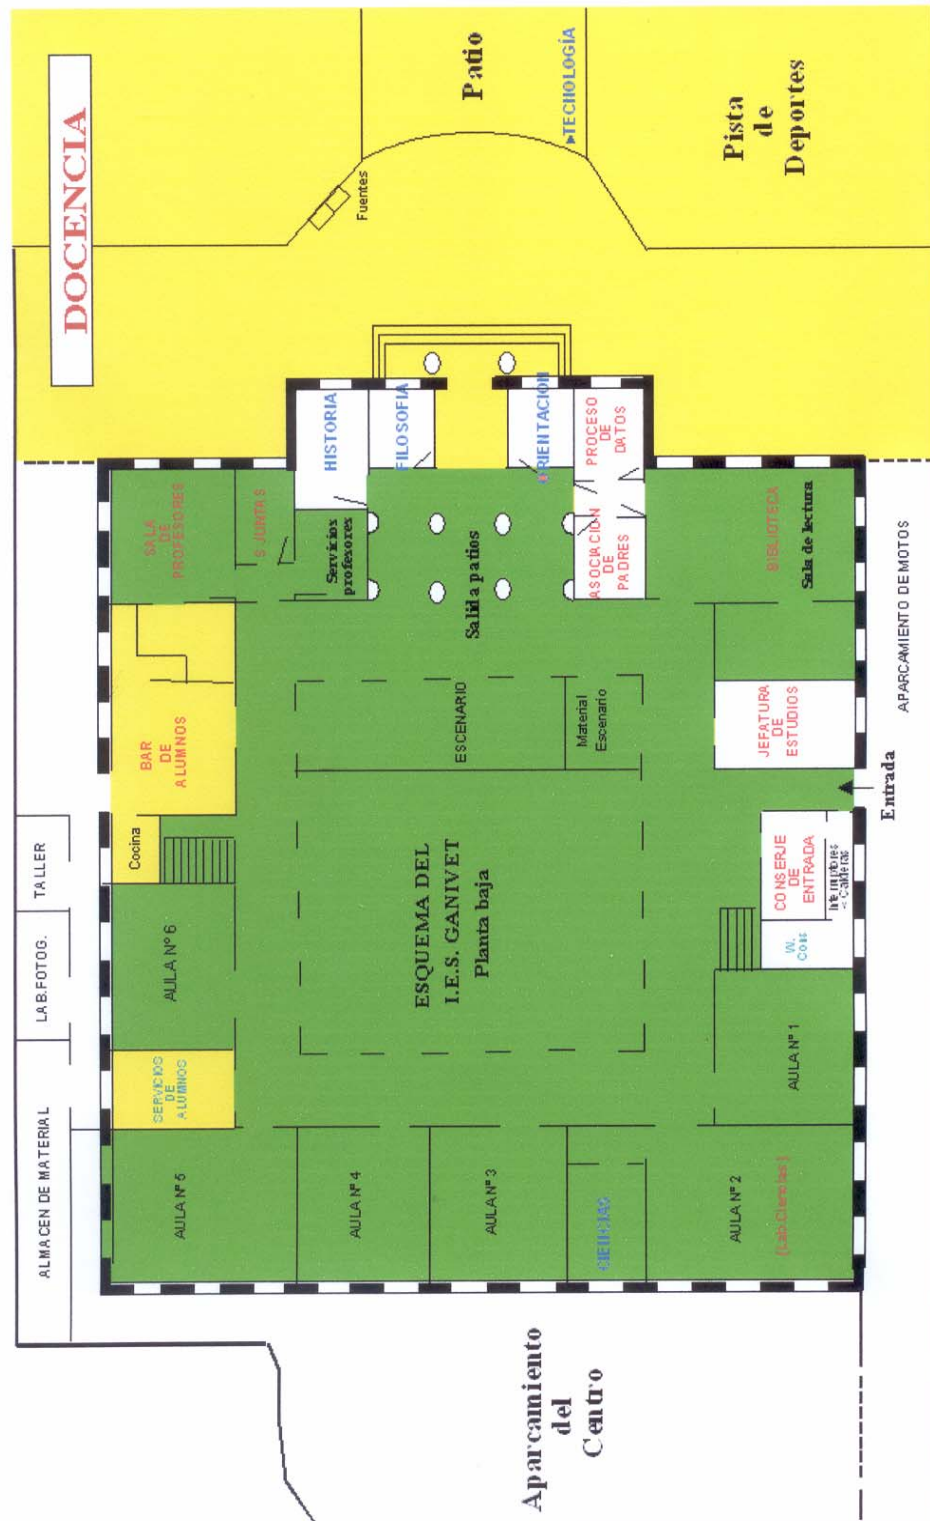 DOCENCIA
Patio
▶TECNOLOGÍA
Pista
de
Deportes
Fuentes
HISTORIA
FILOSOFIA
ORIENTACION
PROCESO
DE
DATOS
SALA
DE
PROFESORES
S JUNTAS
Servicios
profesores
Salida patios
ASOCIACION
DE
PADRES
BIBLIOTECA
Sala de lectura
APARCAMIENTO DE MOTOS
BAR
DE
ALUMNOS
ESCENARIO
Material
Escenario
JEFATURA
DE
ESTUDIOS
Entrada
TALLER
Cocina
ESQUEMA DEL
I.E.S. GANIVET
Planta baja
CONSERJE
DE
ENTRADA
Interruptores
< Calderas
LAB.FOTOG.
AULA Nº 6
W.
Cons
ALMACEN DE MATERIAL
SERVICIOS
DE
ALUMNOS
AULA Nº 1
AULA Nº 5
AULA Nº 4
AULA Nº 3
CIENCIAS
AULA Nº 2
(Lab.Ciencias)
Aparcamiento
del
Centro